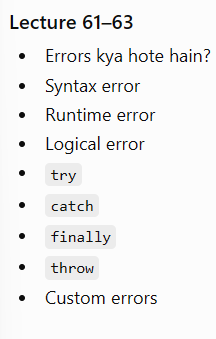 Lecture 61–63
Errors kya hote hain?
Syntax error
Runtime error
Logical error
try
catch
finally
throw
Custom errors